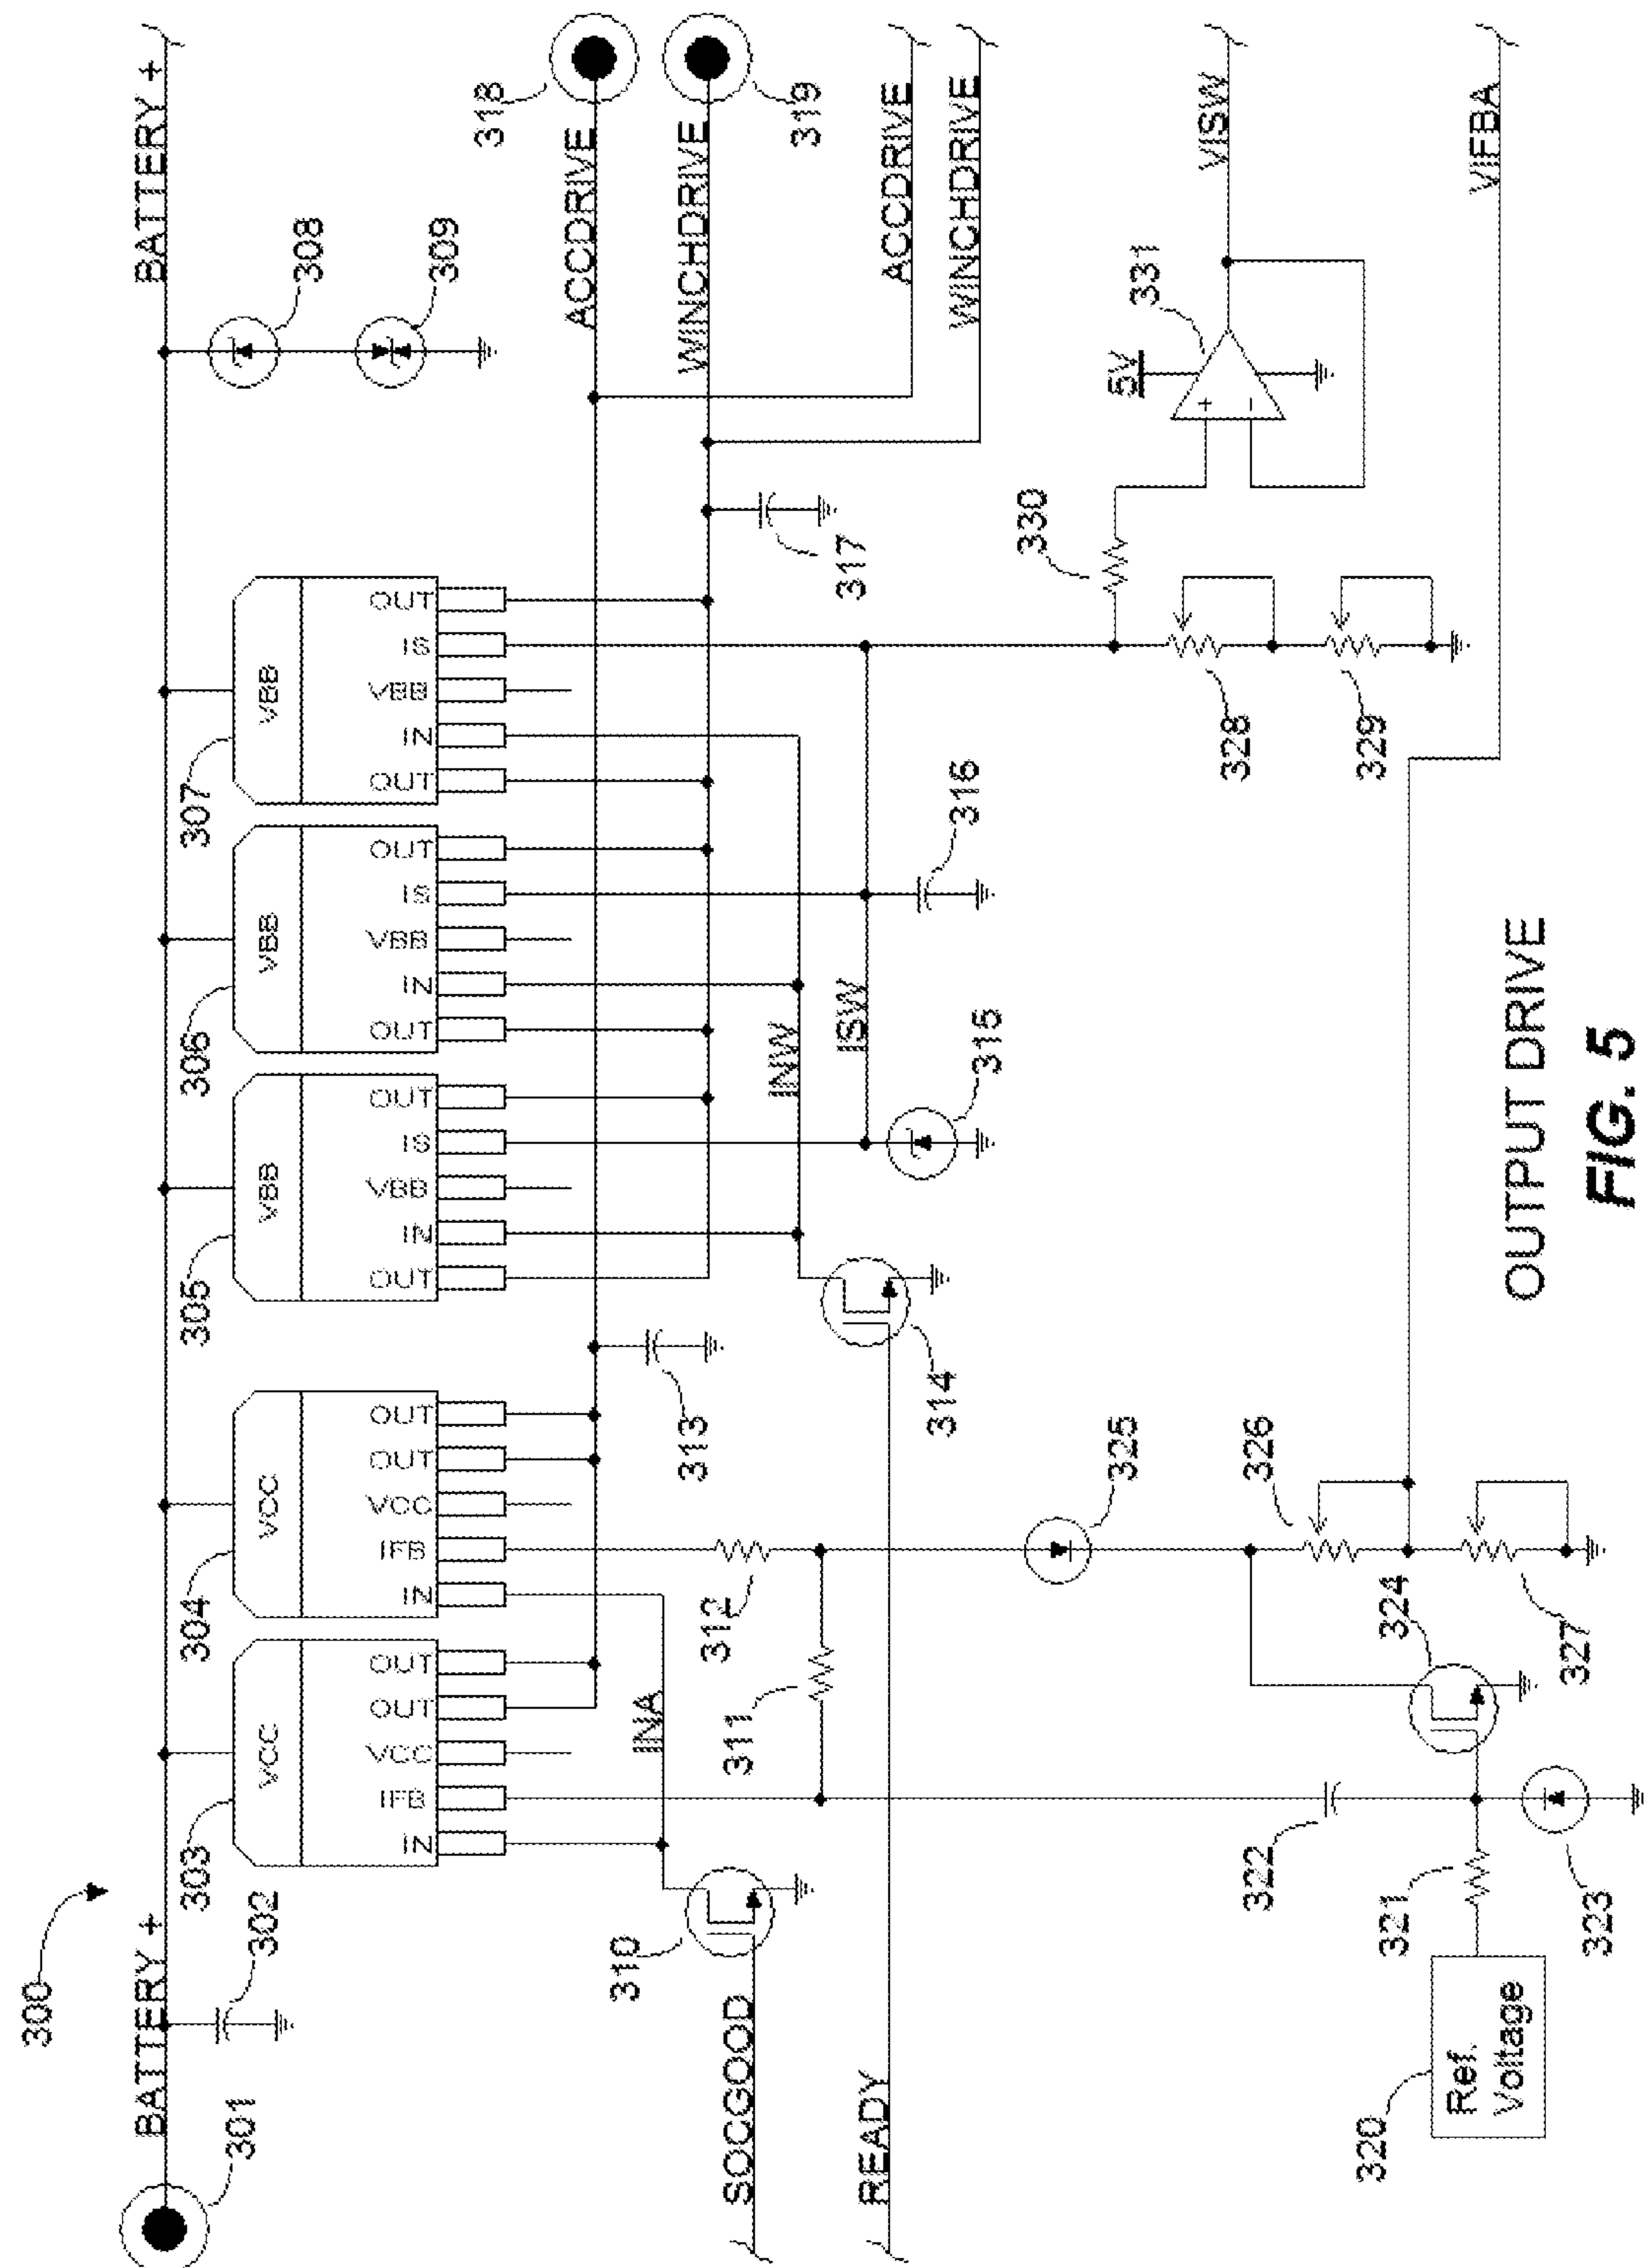 300
BATTERY +
BATTERY +
301
302
303
304
305
306
307
308
309
VCC
IN
IFB
VCC
OUT
OUT
VCC
IN
IFB
VCC
OUT
OUT
VBB
OUT
IN
VBB
IS
OUT
VBB
OUT
IN
VBB
IS
OUT
VBB
OUT
IN
VBB
IS
OUT
ACCDRIVE
318
WINCHDRIVE
319
ACCDRIVE
WINCHDRIVE
INA
310
SOCGOOD
311
312
313
INW
ISW
314
315
316
317
READY
325
330
5V
331
+
-
VISW
326
328
329
VIFBA
322
324
321
327
323
320
Ref.
Voltage
OUTPUT DRIVE
FIG. 5